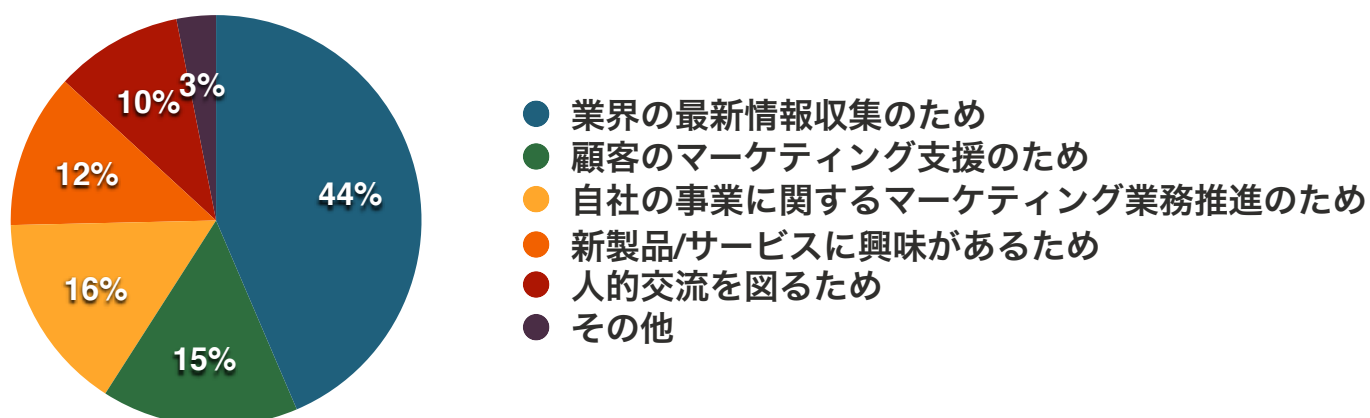 3%
10%
12%
44%
16%
15%
業界の最新情報収集のため
顧客のマーケティング支援のため
自社の事業に関するマーケティング業務推進のため
新製品/サービスに興味があるため
人的交流を図るため
その他